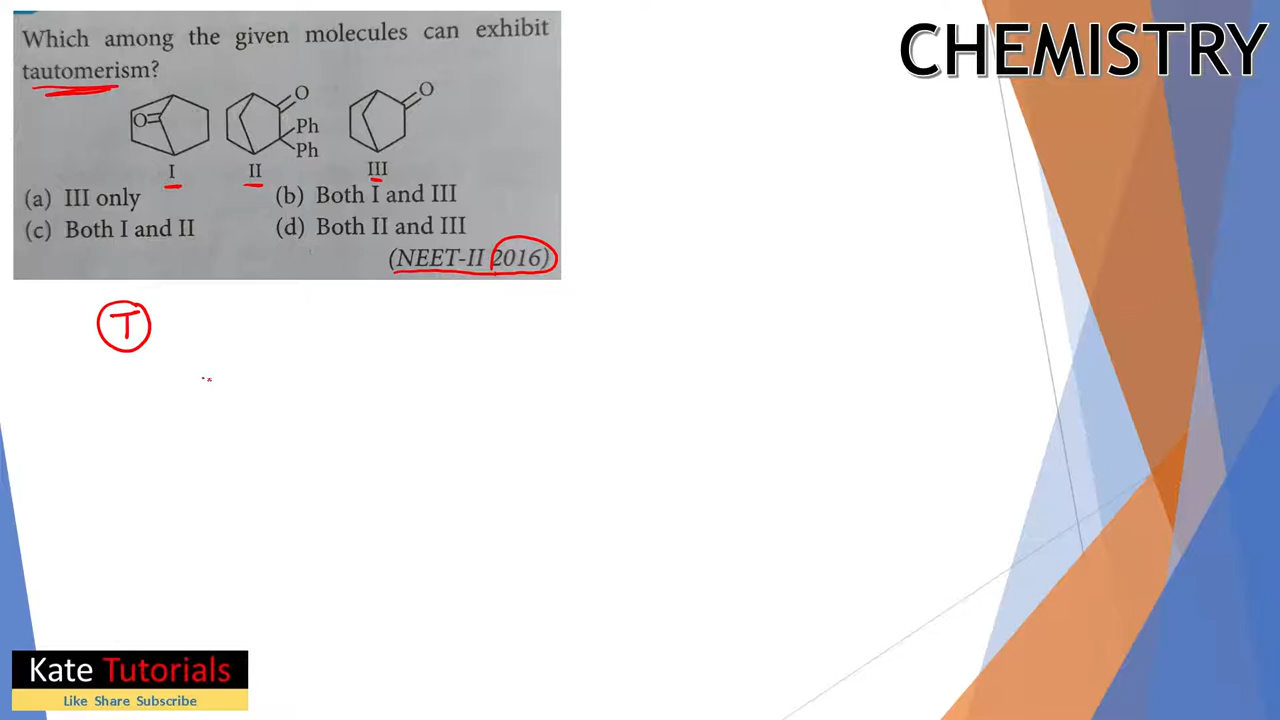 CHEMISTRY
Which among the given molecules can exhibit
tautomerism?
O
O
Ph
Ph
O
I
II
III
(a) III only
(b) Both I and III
(c) Both I and II
(d) Both II and III
(NEET-II 2016)
T
Kate Tutorials
Like Share Subscribe